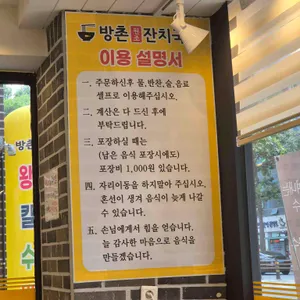 방촌 원조 잔치국
이용 설명서
一. 주문하신후 물,반찬,술,음료
셀프로 이용해주십시오.
二. 계산은 다 드신 후에
부탁드립니다.
三. 포장하실 때는
(남은 음식 포장시에도)
포장비 1,000원 있습니다.
四. 자리이동을 하지말아 주십시오.
혼선이 생겨 음식이 늦게 나갈
수 있습니다.
五. 손님에게서 힘을 얻습니다.
늘 감사한 마음으로 음식을
만들겠습니다.
방촌
왕
칼
수